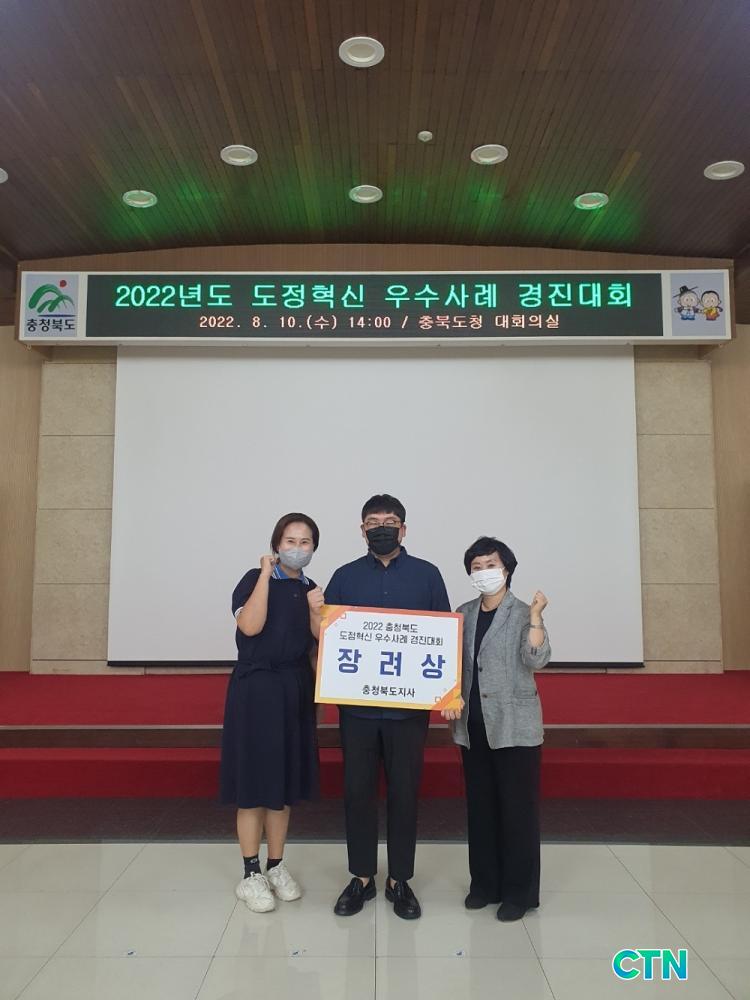 2022년도 도정혁신 우수사례 경진대회
충청북도
2022. 8. 10.(수) 14:00 / 충북도청 대회의실
2022 충청북도
도정혁신 우수사례 경진대회
장려상
충청북도지사
CTN